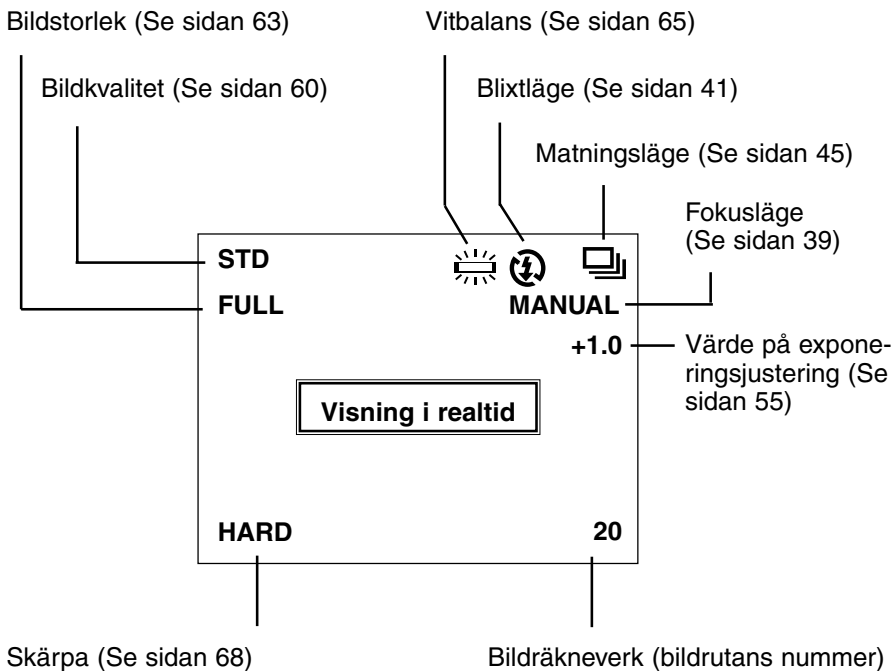 Bildstorlek (Se sidan 63)
Vitbalans (Se sidan 65)
Bildkvalitet (Se sidan 60)
Blixtläge (Se sidan 41)
Matningsläge (Se sidan 45)
Fokusläge
(Se sidan 39)
STD
FULL
MANUAL
+1.0
Värde på expone-
ringsjustering (Se
sidan 55)
Visning i realtid
HARD
20
Skärpa (Se sidan 68)
Bildräkneverk (bildrutans nummer)